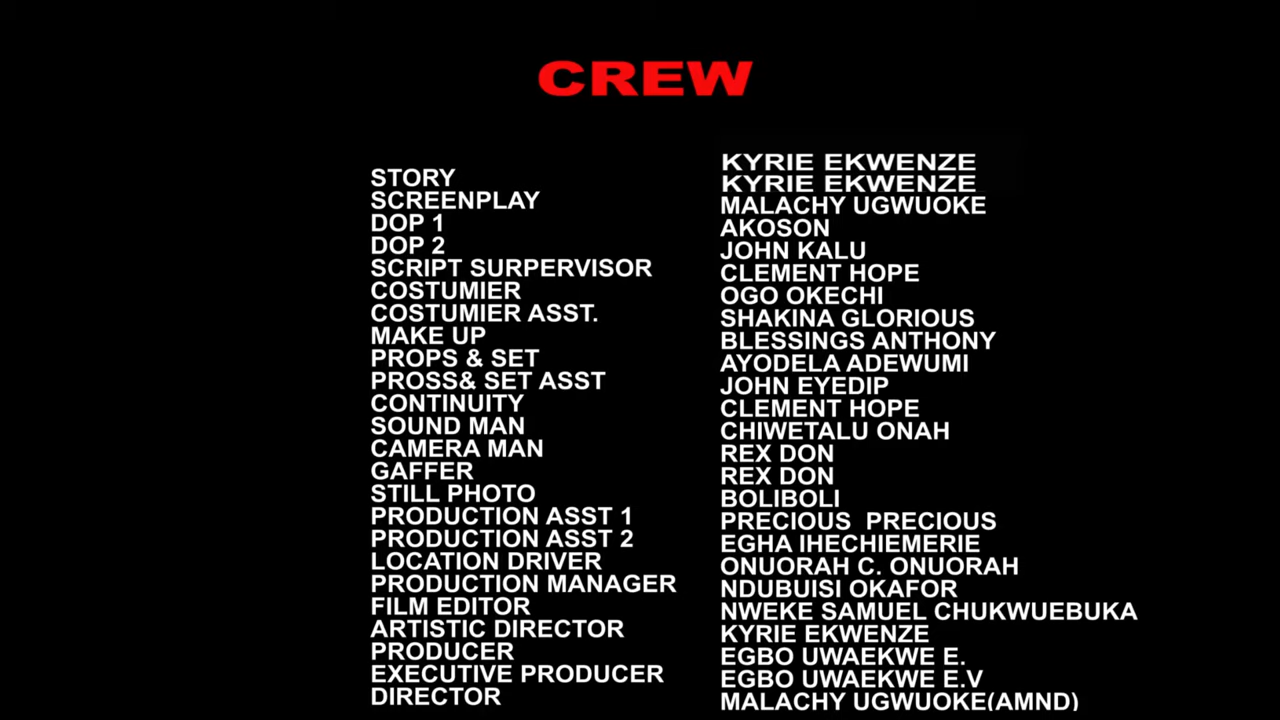 CREW
STORY
SCREENPLAY
DOP 1
DOP 2
SCRIPT SURPERVISOR
COSTUMIER
COSTUMIER ASST.
MAKE UP
PROPS & SET
PROSS& SET ASST
CONTINUITY
SOUND MAN
CAMERA MAN
GAFFER
STILL PHOTO
PRODUCTION ASST 1
PRODUCTION ASST 2
LOCATION DRIVER
PRODUCTION MANAGER
FILM EDITOR
ARTISTIC DIRECTOR
PRODUCER
EXECUTIVE PRODUCER
DIRECTOR
KYRIE EKWENZE
KYRIE EKWENZE
MALACHY UGWUOKE
AKOSON
JOHN KALU
CLEMENT HOPE
OGO OKECHI
SHAKINA GLORIOUS
BLESSINGS ANTHONY
AYODELA ADEWUMI
JOHN EYEDIP
CLEMENT HOPE
CHIWETALU ONAH
REX DON
REX DON
BOLIBOLI
PRECIOUS PRECIOUS
EGHA IHECHIEMERIE
ONUORAH C. ONUORAH
NDUBUISI OKAFOR
NWEKE SAMUEL CHUKWUEBUKA
KYRIE EKWENZE
EGBO UWAEKWE E.
EGBO UWAEKWE E.V
MALACHY UGWUOKE(AMND)